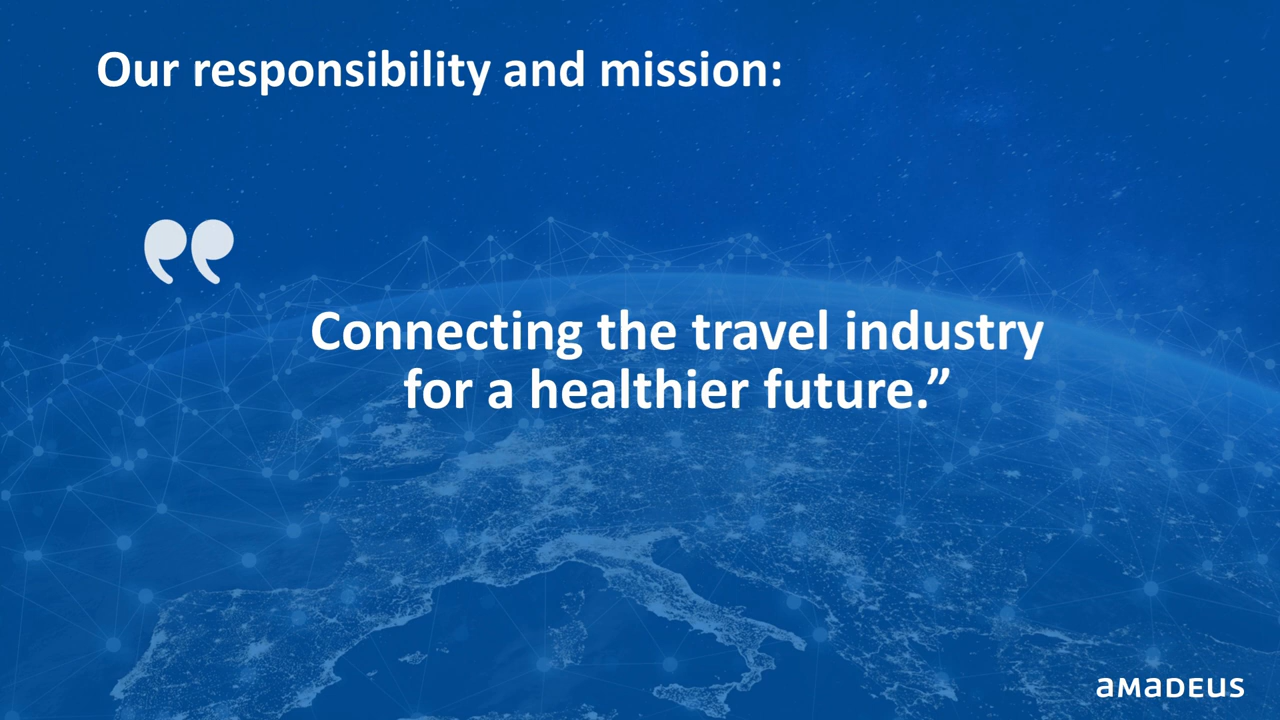 Our responsibility and mission:
”
Connecting the travel industry
for a healthier future.”
aMaDEUS